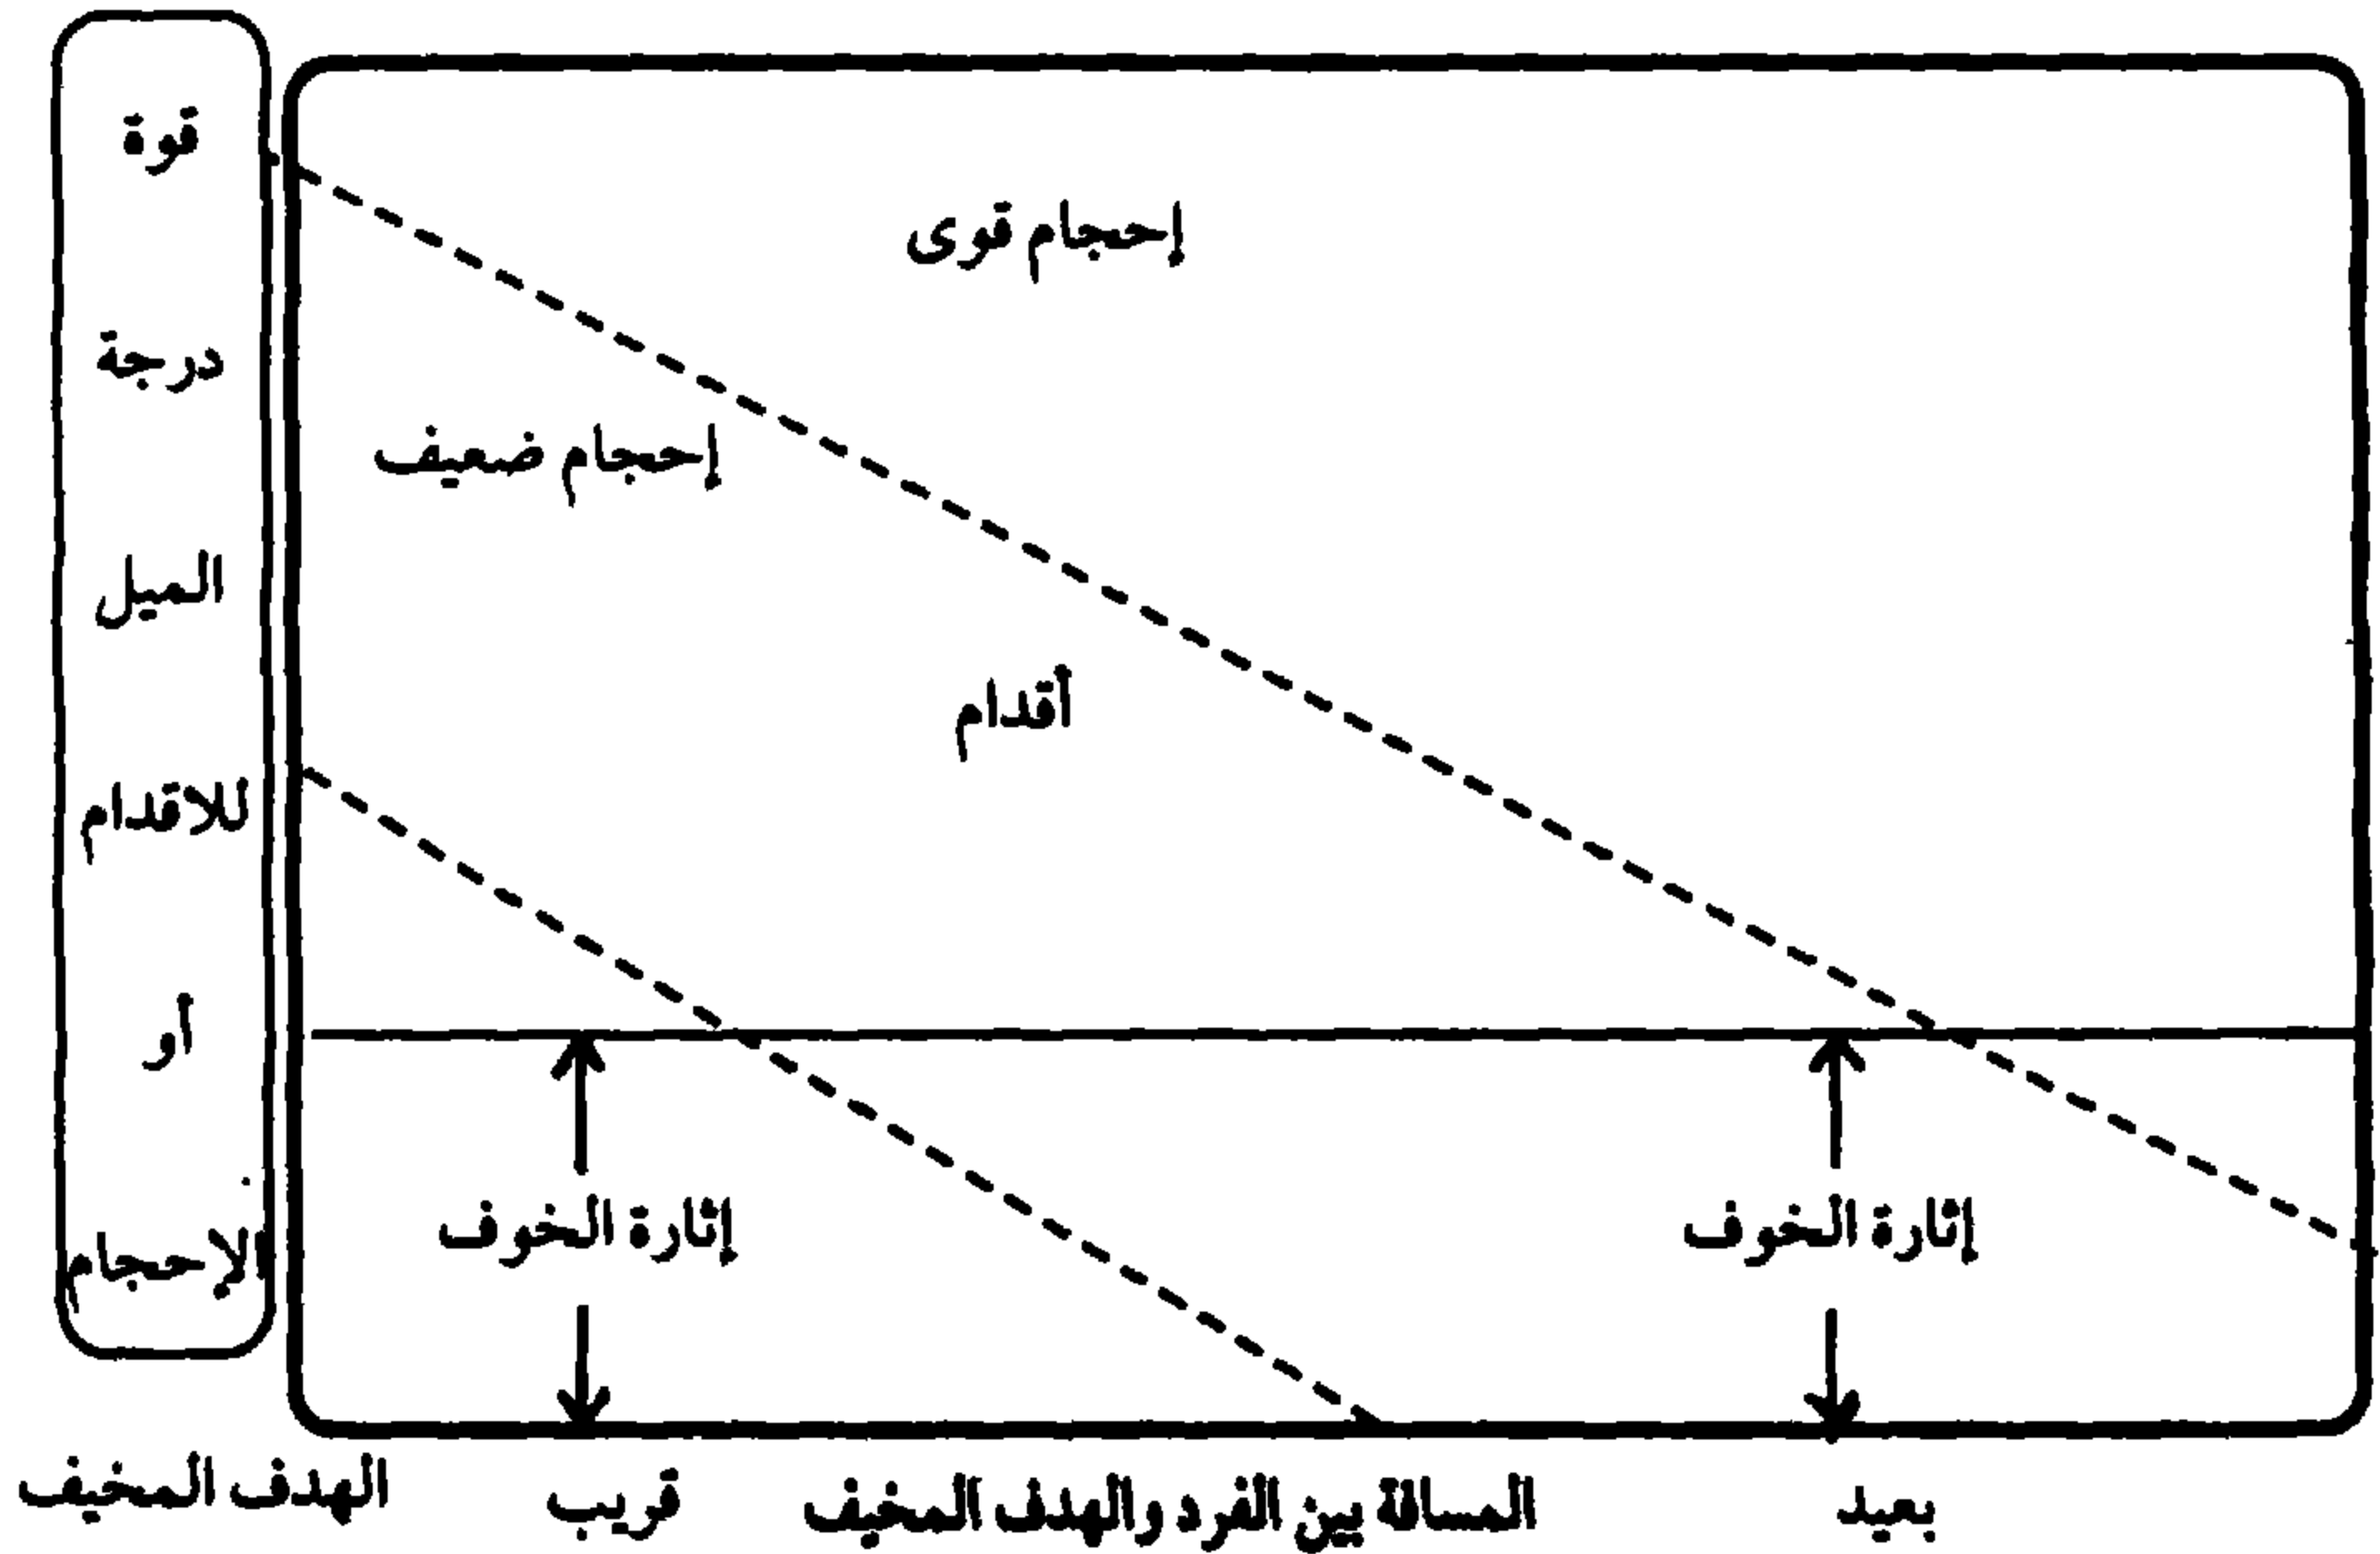 قوة
درجة
الميل
للاقدام
أو
الإحجام
إحجام قوى
إحجام ضعيف
أقدام
إثارة الخوف
إثارة الخوف
بعيد
المسافة بين الفرد والهدف المخيف
قريب
الهدف المخيف